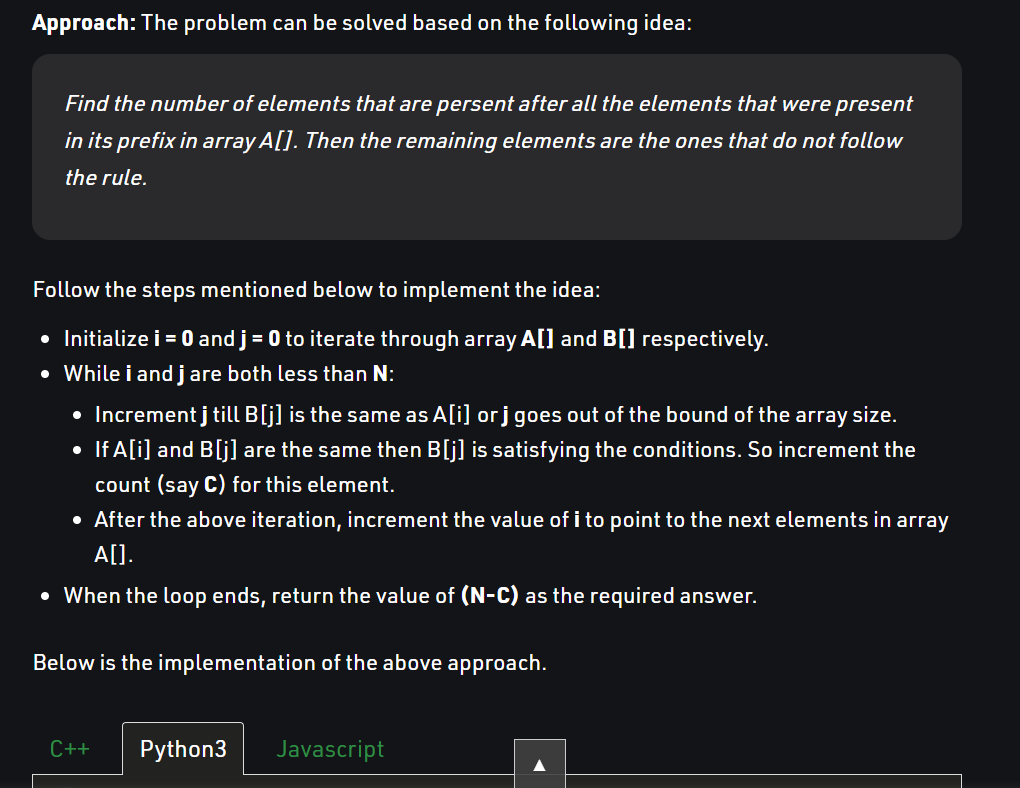 Approach: The problem can be solved based on the following idea:
Find the number of elements that are persent after all the elements that were present
in its prefix in array A[]. Then the remaining elements are the ones that do not follow
the rule.
Follow the steps mentioned below to implement the idea:
• Initialize i = 0 and j = 0 to iterate through array A[] and B[] respectively.
• While i and j are both less than N:
• Increment j till B[j] is the same as A[i] or j goes out of the bound of the array size.
• If A[i] and B[j] are the same then B[j] is satisfying the conditions. So increment the
count (say C) for this element.
• After the above iteration, increment the value of i to point to the next elements in array
A[].
• When the loop ends, return the value of (N-C) as the required answer.
Below is the implementation of the above approach.
C++ Python3 Javascript